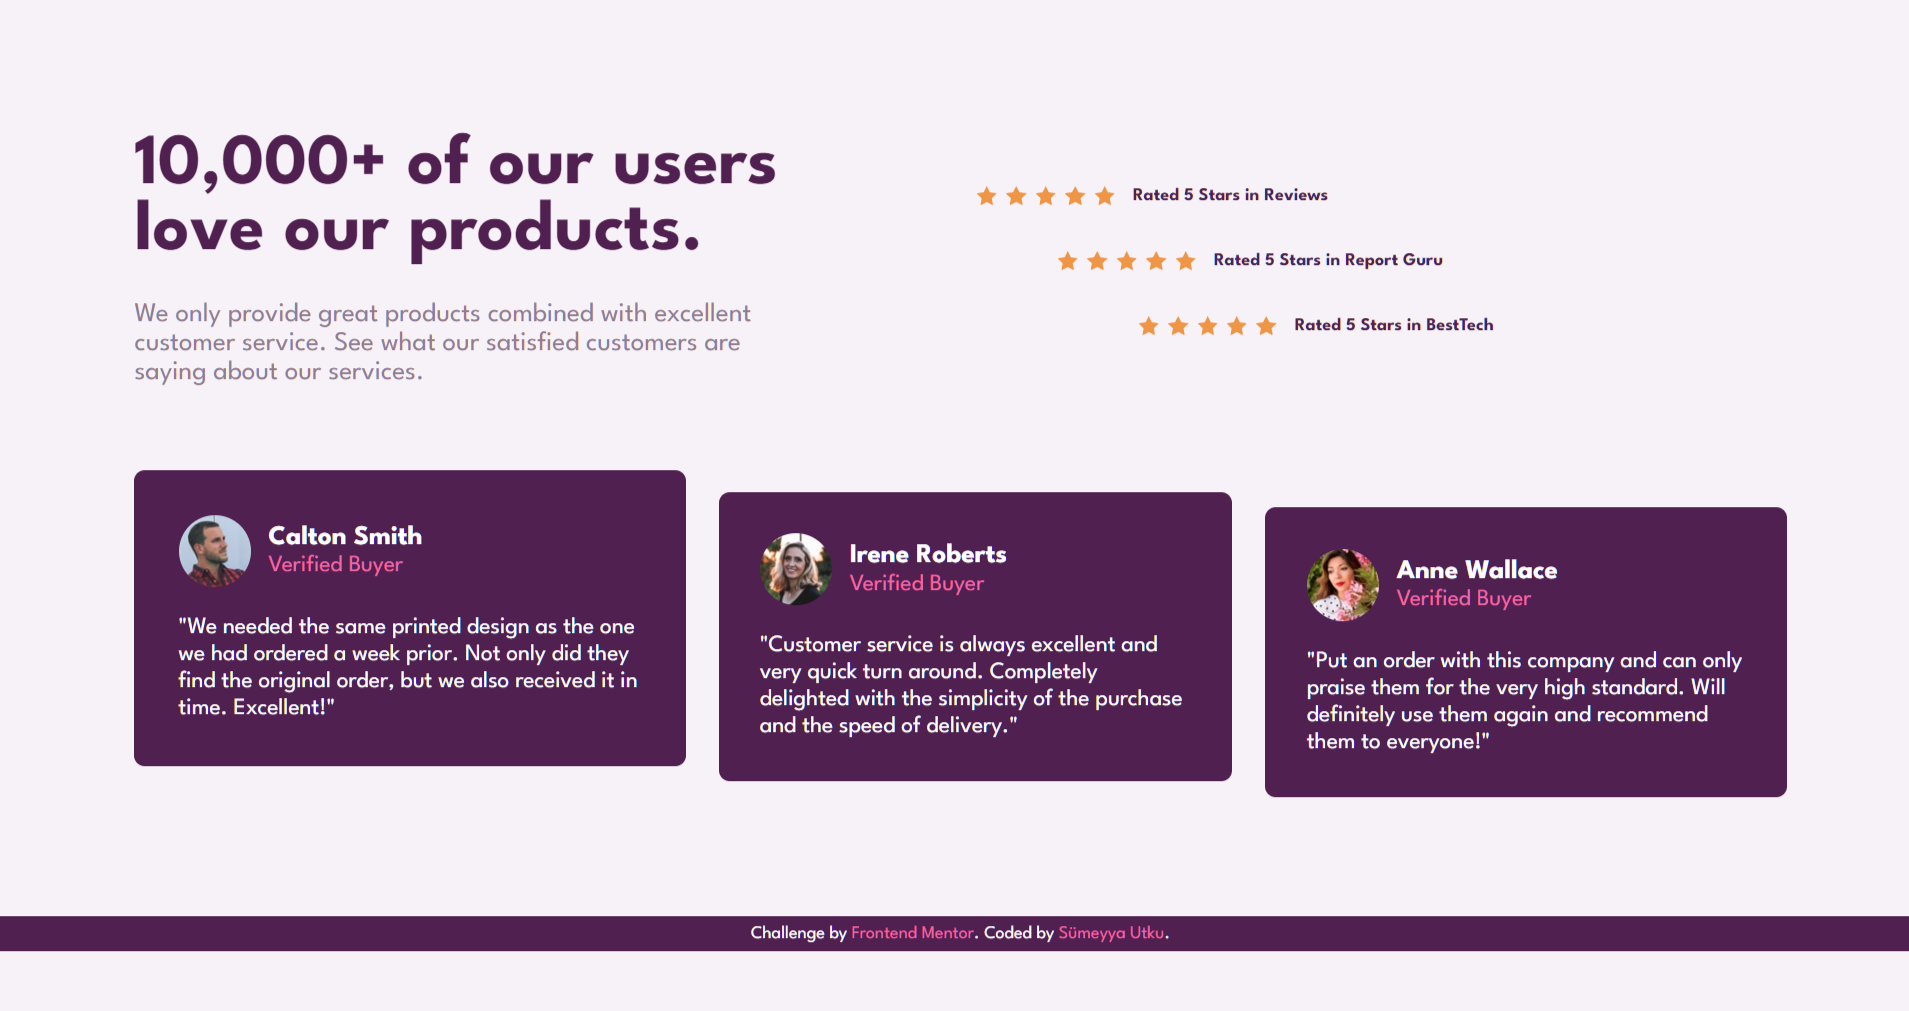 10,000+ of our users
love our products.
We only provide great products combined with excellent
customer service. See what our satisfied customers are
saying about our services.
Rated 5 Stars in Reviews
Rated 5 Stars in Report Guru
Rated 5 Stars in BestTech
Calton Smith
Verified Buyer
"We needed the same printed design as the one
we had ordered a week prior. Not only did they
find the original order, but we also received it in
time. Excellent!"
Irene Roberts
Verified Buyer
"Customer service is always excellent and
very quick turn around. Completely
delighted with the simplicity of the purchase
and the speed of delivery."
Anne Wallace
Verified Buyer
"Put an order with this company and can only
praise them for the very high standard. Will
definitely use them again and recommend
them to everyone!"
Challenge by Frontend Mentor. Coded by Sümeyya Utku.